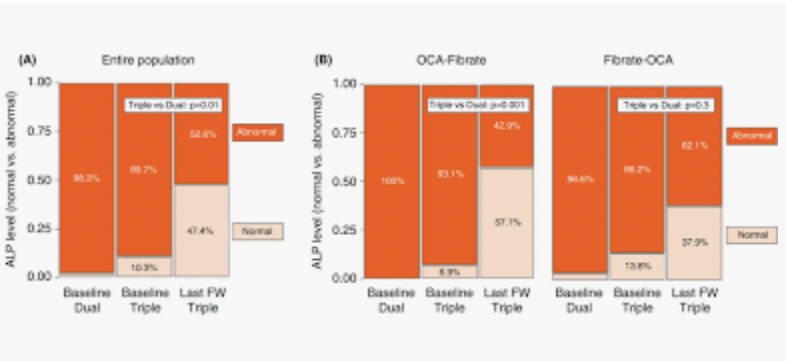 (A) Entire population
ALP level (normal vs. abnormal)
1.00
0.75
0.50
0.25
0.00
Triple vs Dual: p=0.01
98.3%
89.7%
10.3%
52.6%
47.4%
Abnormal
Normal
Baseline Dual
Baseline Triple
Last FW Triple
(B) OCA-Fibrate
ALP level (normal vs. abnormal)
1.00
0.75
0.50
0.25
0.00
Triple vs Dual: p=0.001
100%
93.1%
6.9%
42.9%
57.1%
Baseline Dual
Baseline Triple
Last FW Triple
Fibrate-OCA
Triple vs Dual: p=0.3
96.6%
86.2%
13.8%
62.1%
37.9%
Abnormal
Normal
Baseline Dual
Baseline Triple
Last FW Triple